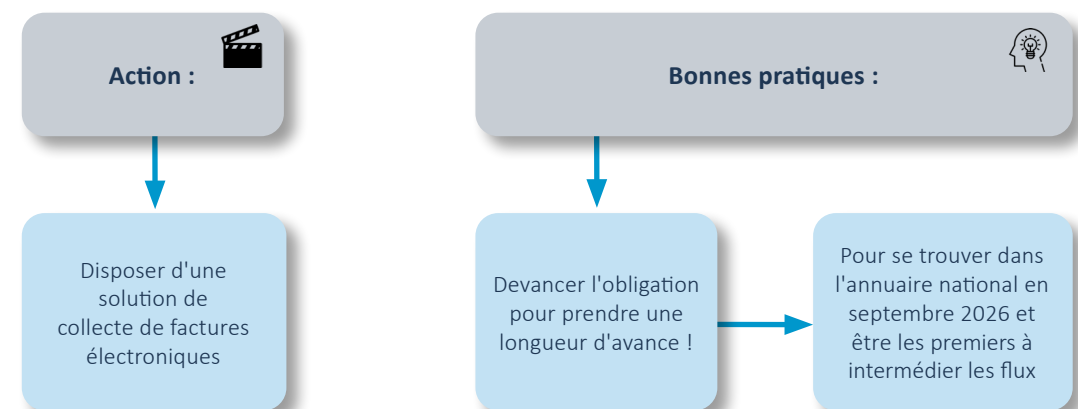 Action :
Bonnes pratiques :
Disposer d'une
solution de
collecte de factures
électroniques
Devancer l'obligation
pour prendre une
longueur d'avance !
Pour se trouver dans
l'annuaire national en
septembre 2026 et
être les premiers à
intermédier les flux